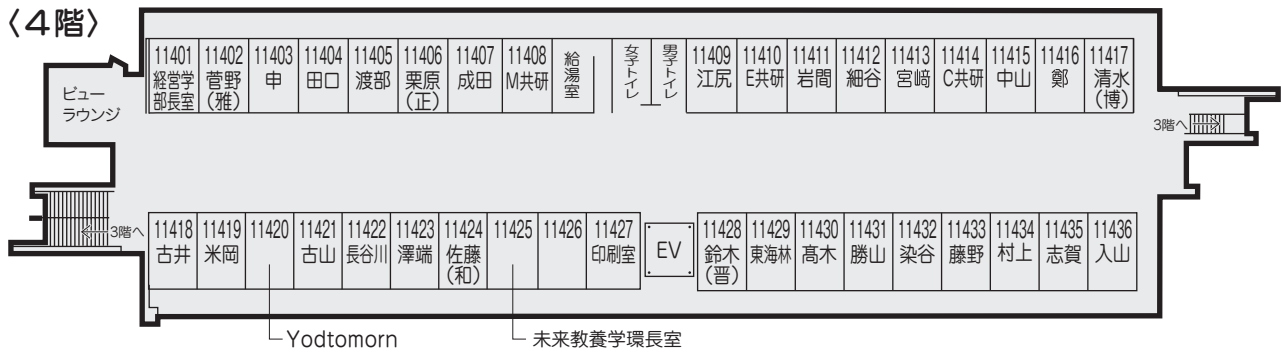 〈4階〉
ビュー
ラウンジ
11401
経営学
部長室
11402
菅野
(雅)
11403
申
11404
田口
11405
渡部
11406
栗原
(正)
11407
成田
11408
M共研
給湯室
女子トイレ
男子トイレ
11409
江尻
11410
E共研
11411
岩間
11412
細谷
11413
宮﨑
11414
C共研
11415
中山
11416
鄭
11417
清水
(博)
3階へ
3階へ
11418
古井
11419
米岡
11420
11421
古山
11422
長谷川
11423
澤端
11424
佐藤
(和)
11425
11426
11427
印刷室
EV
11428
鈴木
(晋)
11429
東海林
11430
髙木
11431
勝山
11432
染谷
11433
藤野
11434
村上
11435
志賀
11436
入山
Yodtomorn
未来教養学環長室